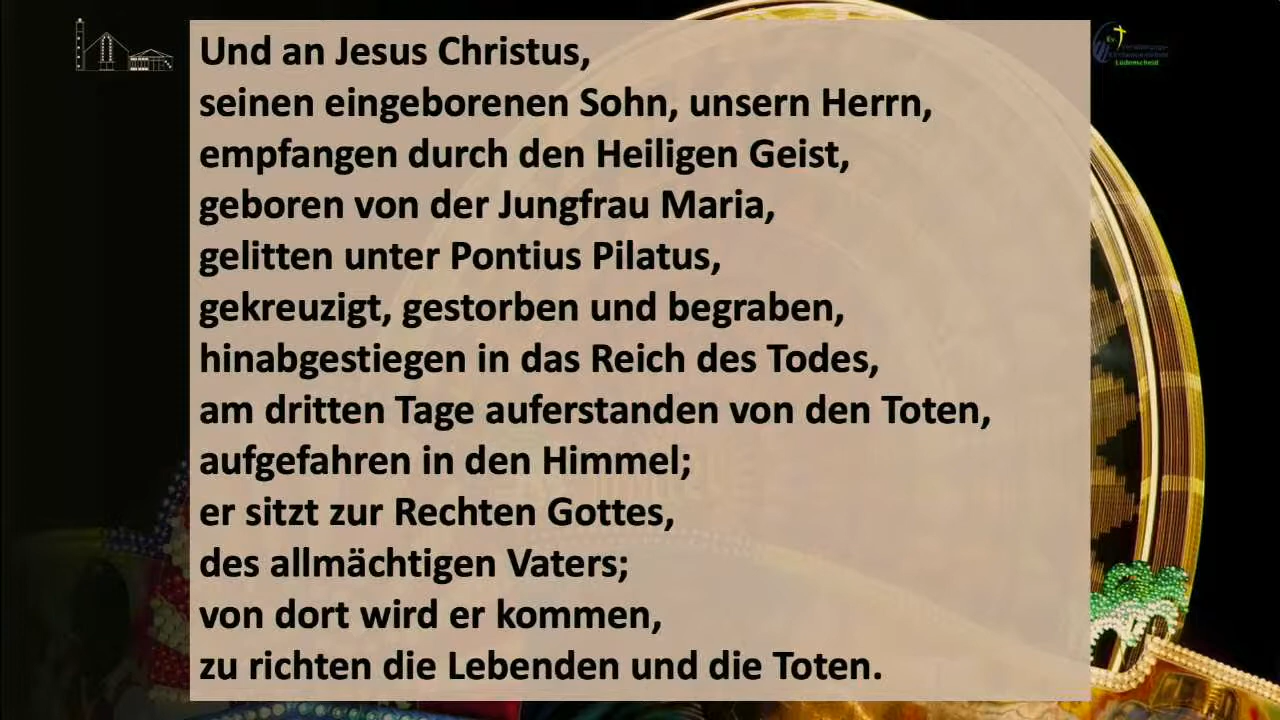 Und an Jesus Christus,
seinen eingeborenen Sohn, unsern Herrn,
empfangen durch den Heiligen Geist,
geboren von der Jungfrau Maria,
gelitten unter Pontius Pilatus,
gekreuzigt, gestorben und begraben,
hinabgestiegen in das Reich des Todes,
am dritten Tage auferstanden von den Toten,
aufgefahren in den Himmel;
er sitzt zur Rechten Gottes,
des allmächtigen Vaters;
von dort wird er kommen,
zu richten die Lebenden und die Toten.
Ev.
Lüdenscheid